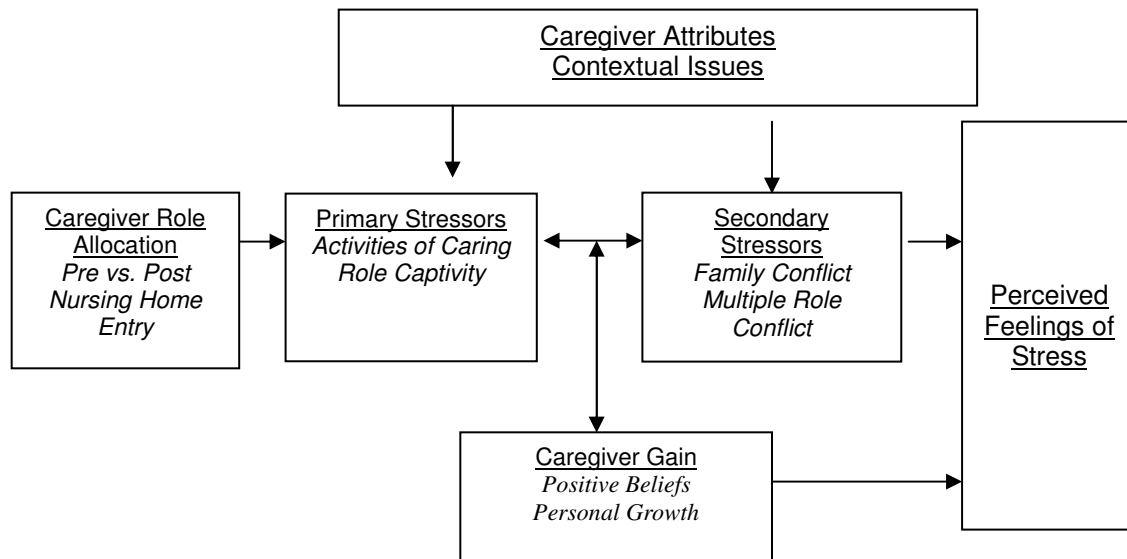 Caregiver Attributes
Contextual Issues
Caregiver Role
Allocation
Pre vs. Post
Nursing Home
Entry
Primary Stressors
Activities of Caring
Role Captivity
Secondary
Stressors
Family Conflict
Multiple Role
Conflict
Perceived
Feelings of
Stress
Caregiver Gain
Positive Beliefs
Personal Growth